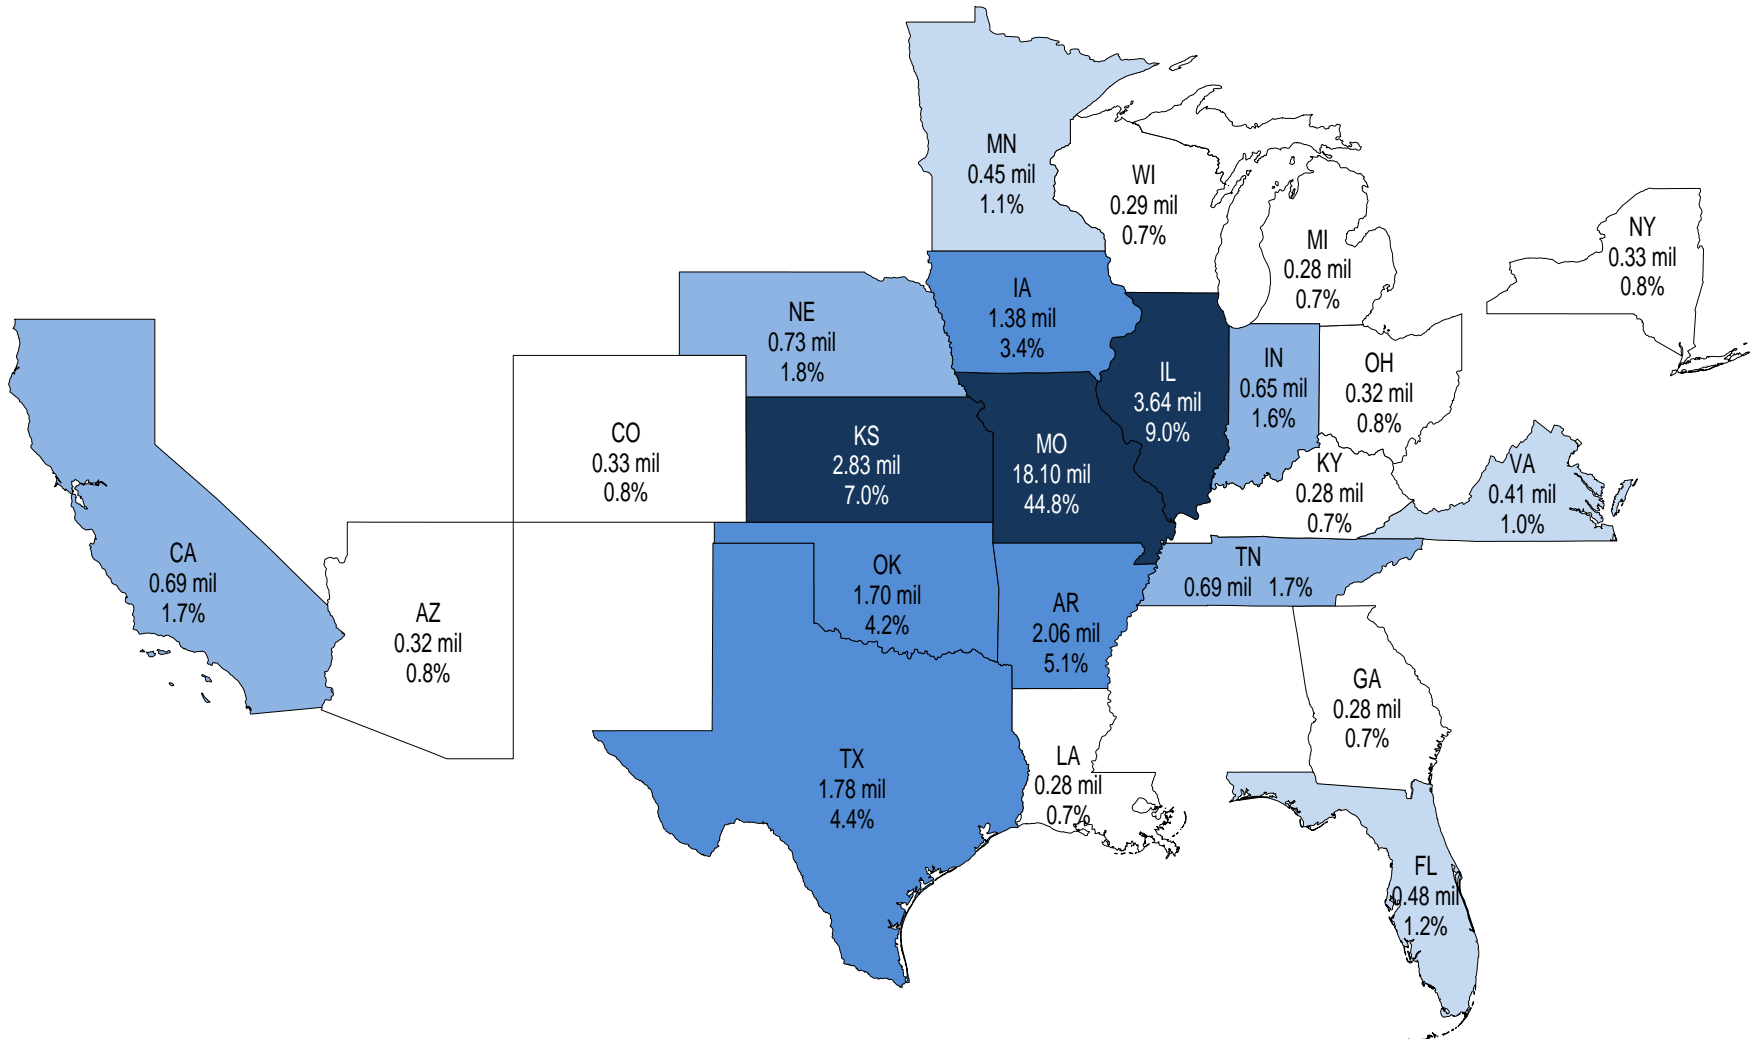 MN
0.45 mil
1.1%
WI
0.29 mil
0.7%
MI
0.28 mil
0.7%
NY
0.33 mil
0.8%
NE
0.73 mil
1.8%
IA
1.38 mil
3.4%
IL
3.64 mil
9.0%
IN
0.65 mil
1.6%
OH
0.32 mil
0.8%
CO
0.33 mil
0.8%
KS
2.83 mil
7.0%
MO
18.10 mil
44.8%
KY
0.28 mil
0.7%
VA
0.41 mil
1.0%
CA
0.69 mil
1.7%
AZ
0.32 mil
0.8%
OK
1.70 mil
4.2%
AR
2.06 mil
5.1%
TN
0.69 mil 1.7%
GA
0.28 mil
0.7%
TX
1.78 mil
4.4%
LA
0.28 mil
0.7%
FL
0.48 mil
1.2%